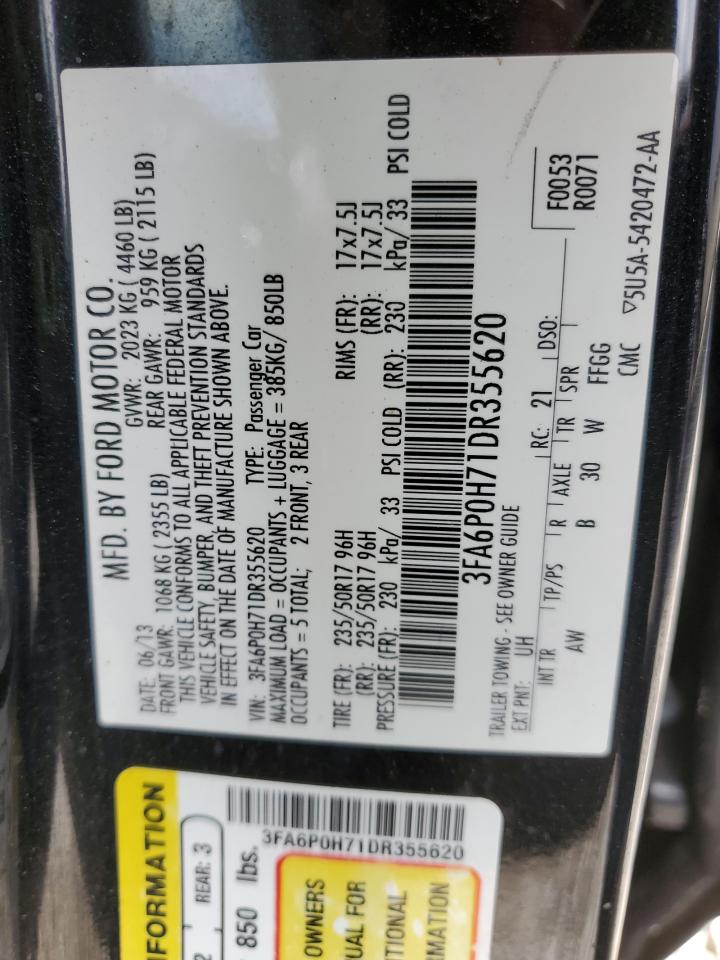 MFD. BY FORD MOTOR CO.
DATE: 06/13 GVWR: 2023 KG ( 4460 LB)
FRONT GAWR: 1068 KG ( 2355 LB) REAR GAWR: 959 KG ( 2115 LB)
THIS VEHICLE CONFORMS TO ALL APPLICABLE FEDERAL MOTOR
VEHICLE SAFETY, BUMPER, AND THEFT PREVENTION STANDARDS
IN EFFECT ON THE DATE OF MANUFACTURE SHOWN ABOVE.
VIN: 3FA6P0H71DR355620 TYPE: Passenger Car
MAXIMUM LOAD = OCCUPANTS + LUGGAGE = 385KG/ 850LB
OCCUPANTS = 5 TOTAL; 2 FRONT, 3 REAR
TIRE (FR): 235/50R17 96H RIMS (FR): 17x7.5J
(RR): 235/50R17 96H (RR): 17x7.5J
PRESSURE (FR): 230 kPa/ 33 PSI COLD (RR): 230 kPa/ 33 PSI COLD
3FA6P0H71DR355620
TRAILER TOWING - SEE OWNER GUIDE
EXT PNT: UH RC: 21 DSO: F0053
R0071
INT TR TP/PS R AXLE TR SPR
AW B 30 W FFGG
CMC ▽5U5A-5420472-AA
NFORMATION
2 REAR: 3
850 lbs.
3FA6P0H71DR355620
OWNERS
UAL FOR
ITIONAL
RMATION